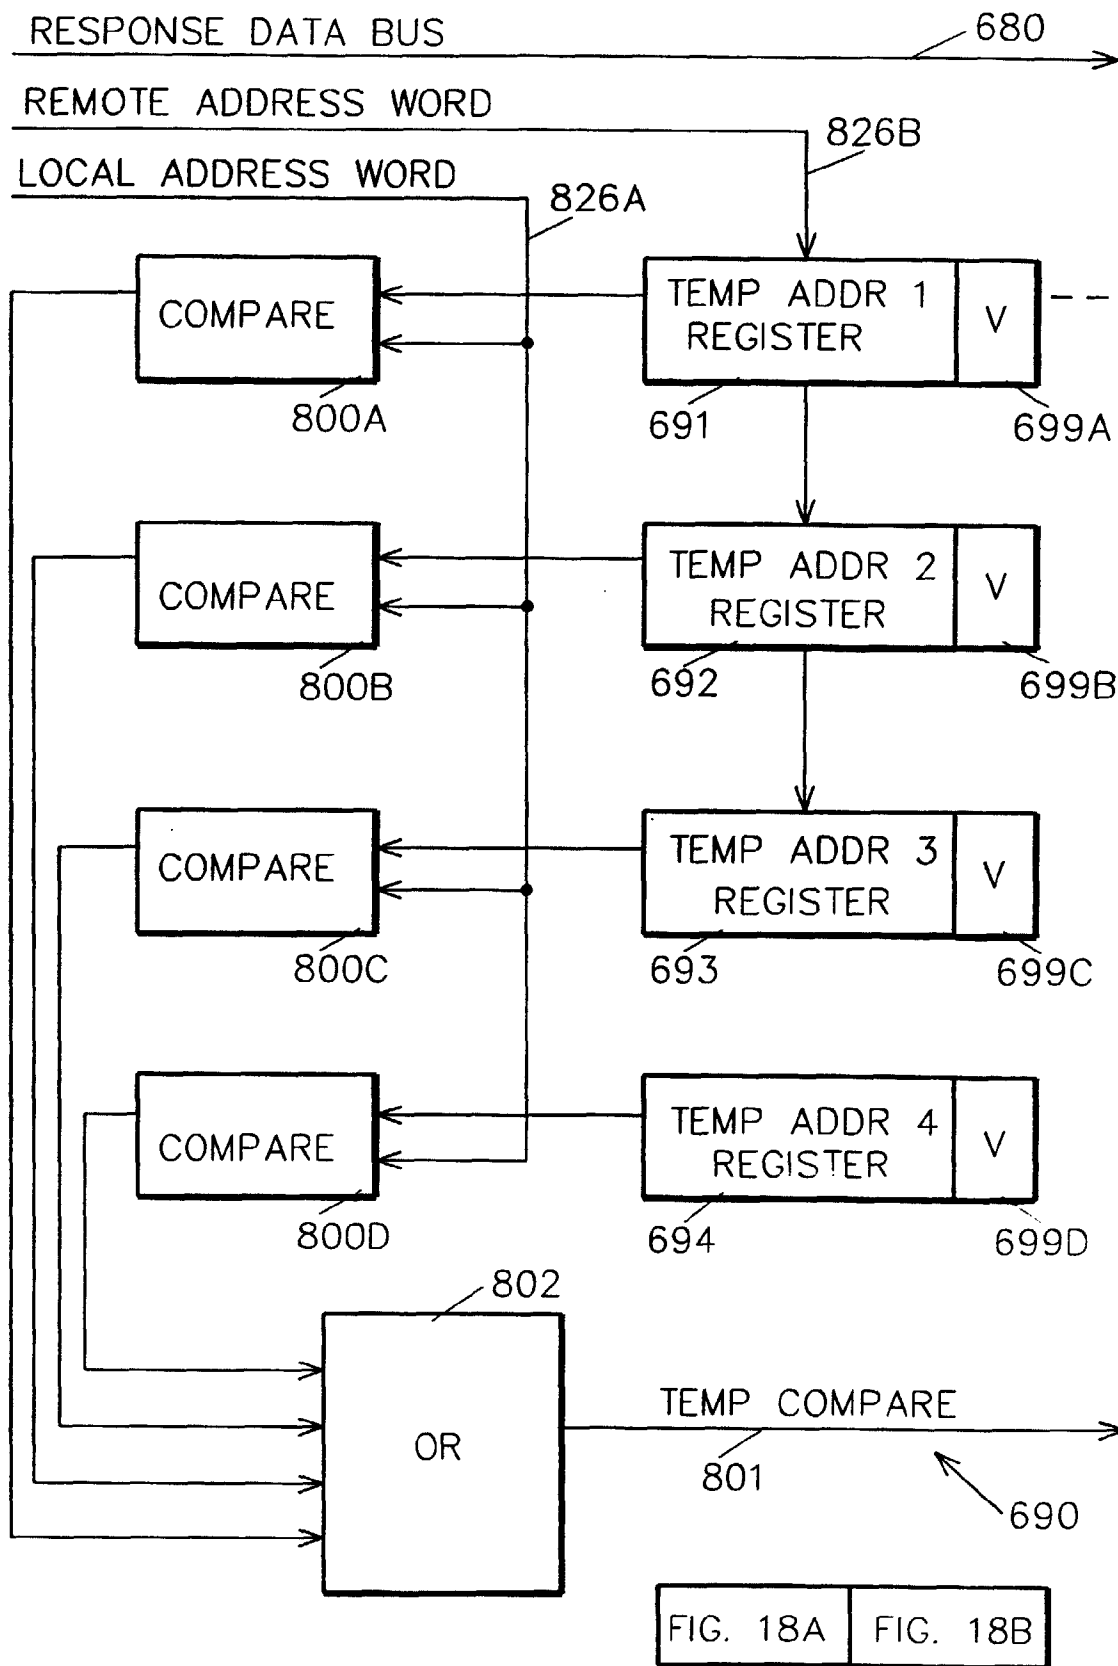 RESPONSE DATA BUS
680
REMOTE ADDRESS WORD
826B
LOCAL ADDRESS WORD
826A
COMPARE
800A
TEMP ADDR 1
REGISTER
V
691
699A
COMPARE
800B
TEMP ADDR 2
REGISTER
V
692
699B
COMPARE
800C
TEMP ADDR 3
REGISTER
V
693
699C
COMPARE
800D
TEMP ADDR 4
REGISTER
V
694
699D
802
OR
TEMP COMPARE
801
690
FIG. 18A
FIG. 18B